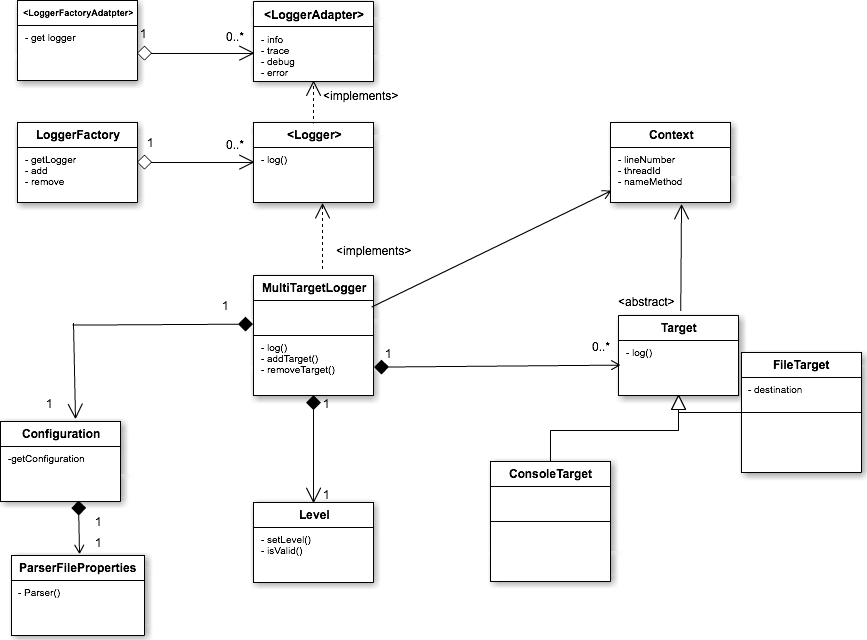 <LoggerFactoryAdatpter>
- get logger
1
0..*
<LoggerAdapter>
- info
- trace
- debug
- error
<implements>
LoggerFactory
- getLogger
- add
- remove
1
0..*
<Logger>
- log()
Context
- lineNumber
- threadId
- nameMethod
<implements>
MultiTargetLogger
- log()
- addTarget()
- removeTarget()
1
1
1
0..*
<abstract>
Target
- log()
FileTarget
- destination
Configuration
-getConfiguration
1
1
1
1
Level
- setLevel()
- isValid()
ConsoleTarget
ParserFileProperties
- Parser()